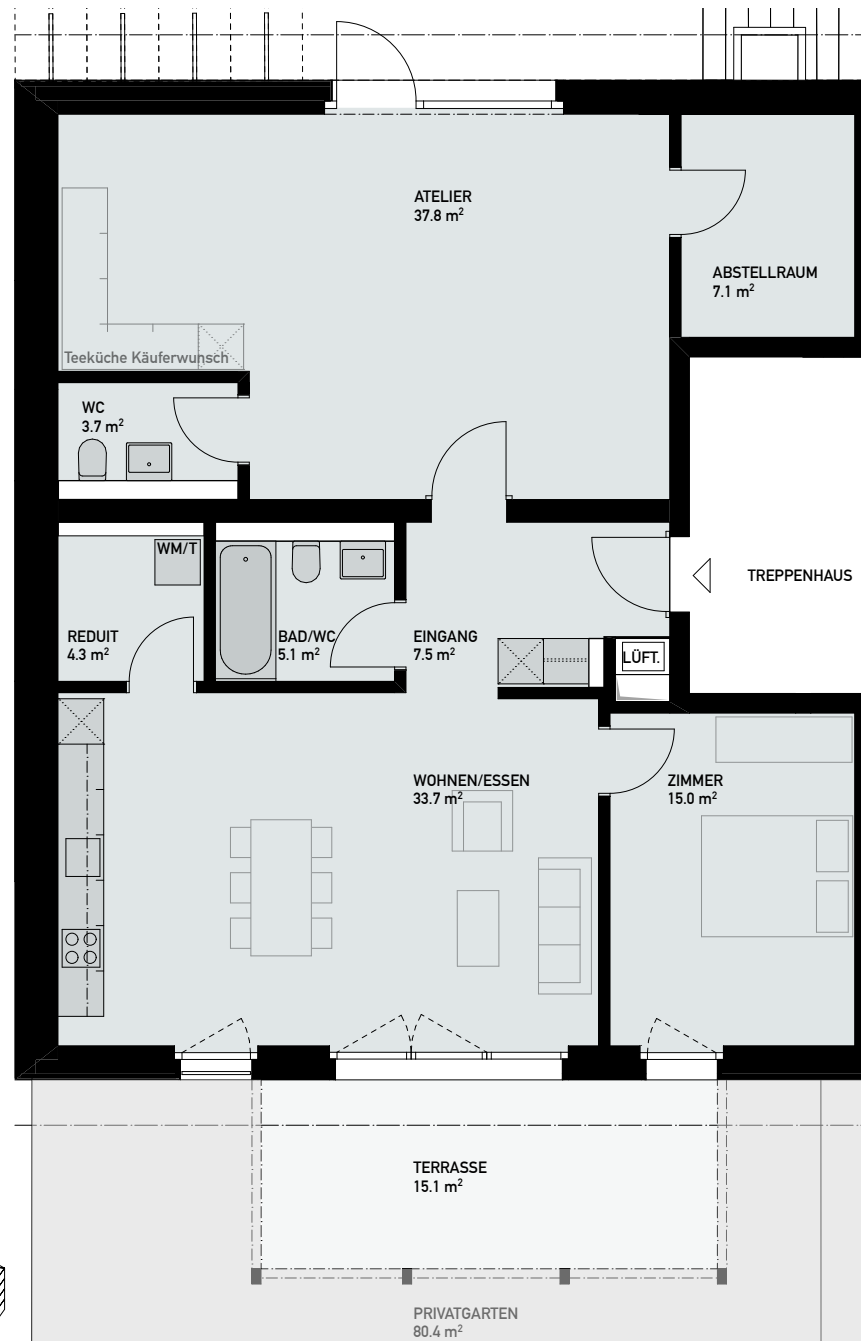 ATELIER
37.8 m²
ABSTELLRAUM
7.1 m²
Teeküche Käuferwunsch
WC
3.7 m²
WM/T
TREPPENHAUS
REDUIT
4.3 m²
BAD/WC
5.1 m²
EINGANG
7.5 m²
LÜFT.
WOHNEN/ESSEN
33.7 m²
ZIMMER
15.0 m²
TERRASSE
15.1 m²
PRIVATGARTEN
80.4 m²